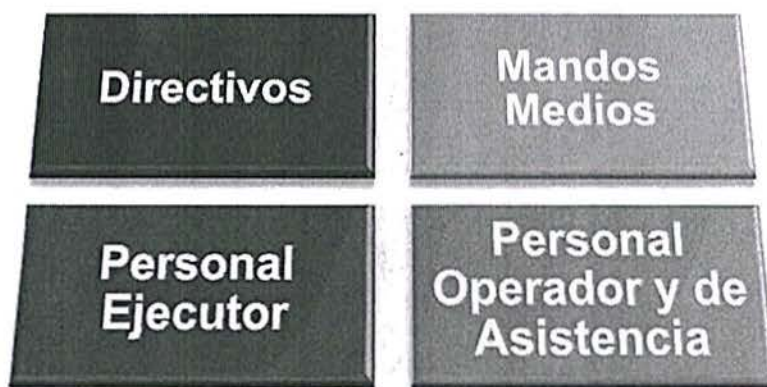 Directivos
Mandos
Medios
Personal
Ejecutor
Personal
Operador y de
Asistencia